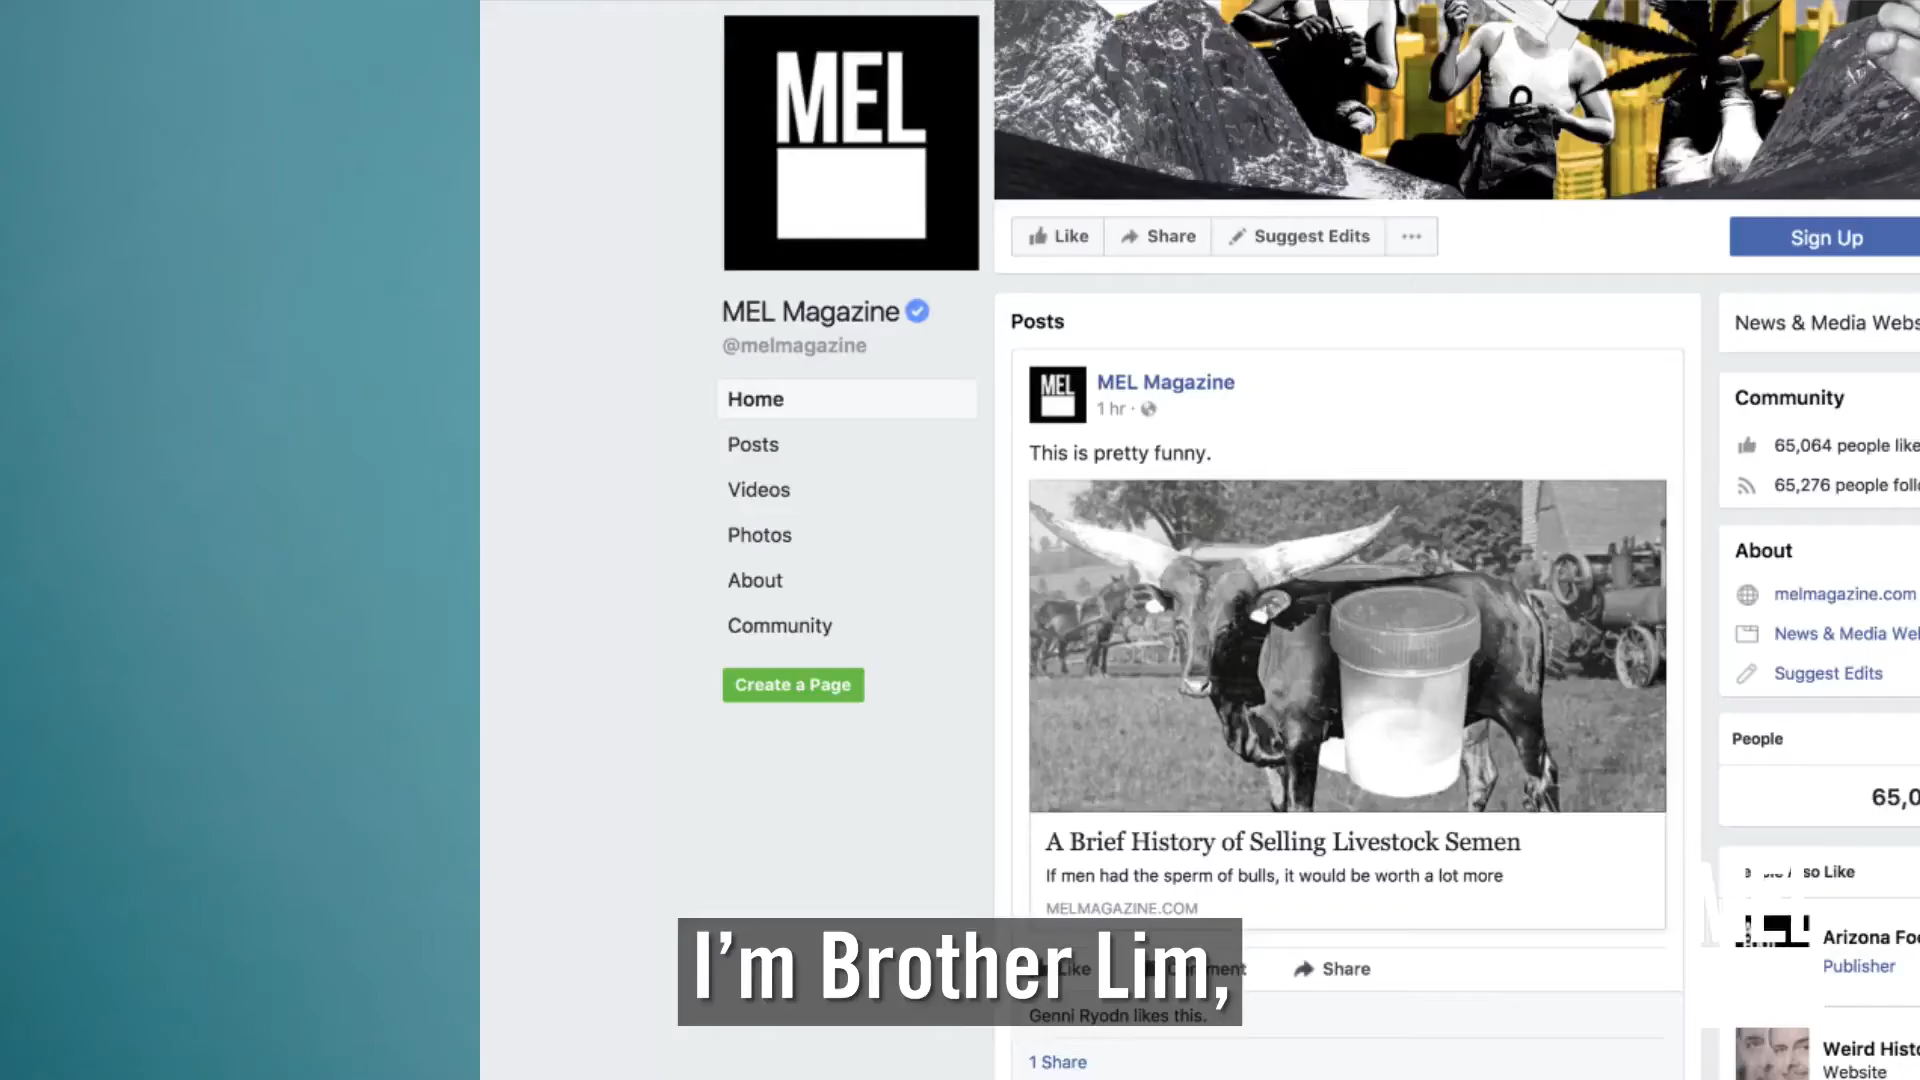 MEL
Like
Share
Suggest Edits
Sign Up
MEL Magazine
@melmagazine
Home
Posts
Videos
Photos
About
Community
Create a Page
Posts
MEL
MEL Magazine
1 hr
This is pretty funny.
A Brief History of Selling Livestock Semen
If men had the sperm of bulls, it would be worth a lot more
MELMAGAZINE.COM
Like
Share
Genni Ryodn likes this.
1 Share
News & Media Webs
Community
65,064 people like
65,276 people foll
About
melmagazine.com
News & Media We
Suggest Edits
People
65,0
so Like
Arizona Foo
Publisher
Weird Histo
Website
I'm Brother Lim,